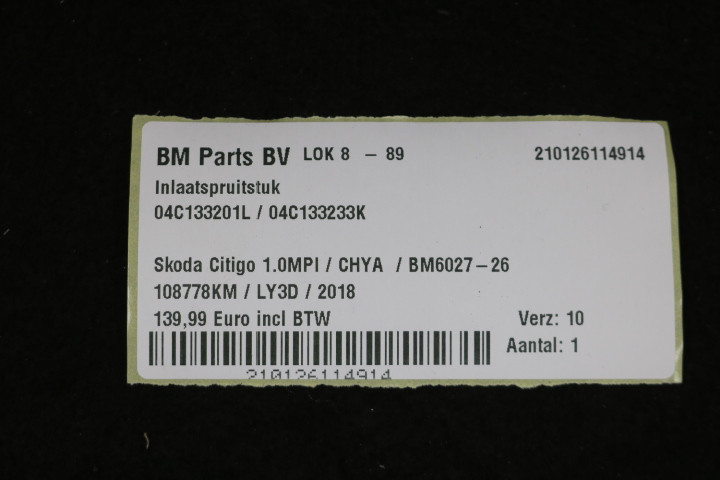 BM Parts BV LOK 8 - 89 210126114914
Inlaatspruitstuk
04C133201L / 04C133233K
Skoda Citigo 1.0MPI / CHYA / BM6027-26
108778KM / LY3D / 2018
139,99 Euro incl BTW Verz: 10
Aantal: 1
210126114914